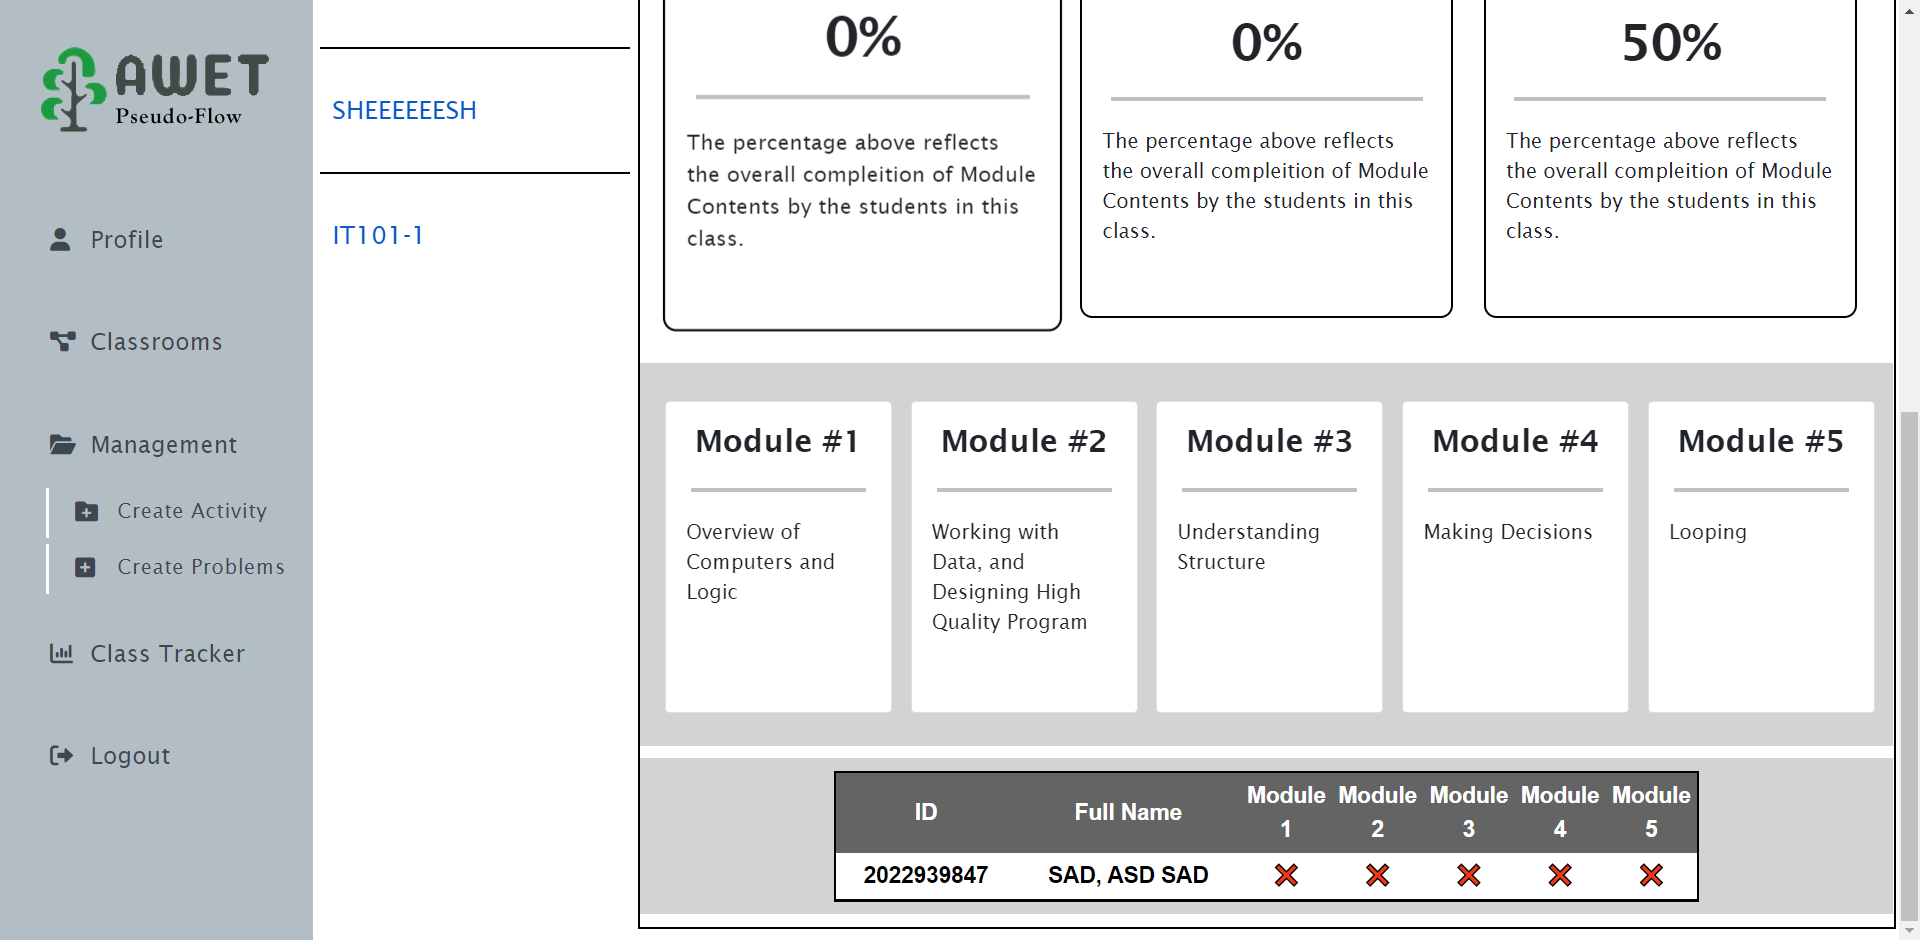 AWET
Pseudo-Flow
Profile
Classrooms
Management
Create Activity
Create Problems
Class Tracker
Logout
SHEEEEEESH
IT101-1
0%
The percentage above reflects
the overall compleition of Module
Contents by the students in this
class.
0%
The percentage above reflects
the overall compleition of Module
Contents by the students in this
class.
50%
The percentage above reflects
the overall compleition of Module
Contents by the students in this
class.
Module #1
Overview of
Computers and
Logic
Module #2
Working with
Data, and
Designing High
Quality Program
Module #3
Understanding
Structure
Module #4
Making Decisions
Module #5
Looping
ID Full Name Module 1 Module 2 Module 3 Module 4 Module 5
2022939847 SAD, ASD SAD